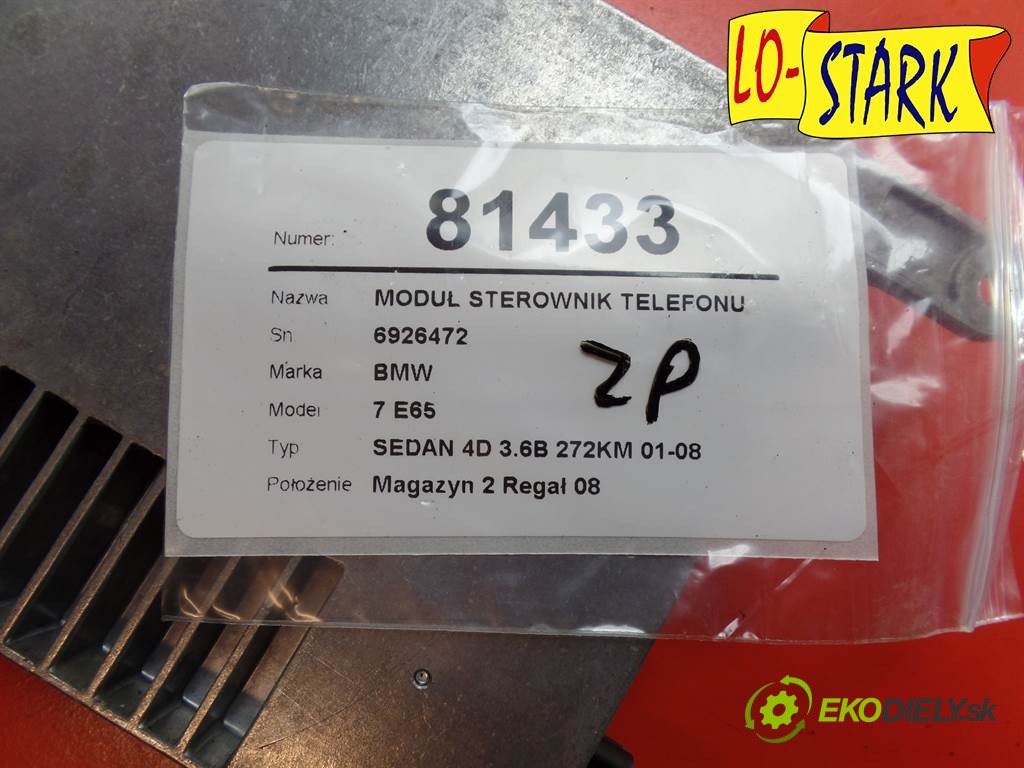 LO-STARK
Numer: 81433
Nazwa MODUŁ STEROWNIK TELEFONU
Sn 6926472
Marka BMW
Model 7 E65
Typ SEDAN 4D 3.6B 272KM 01-08
Położenie Magazyn 2 Regał 08
ZP
EKODIELY.sk